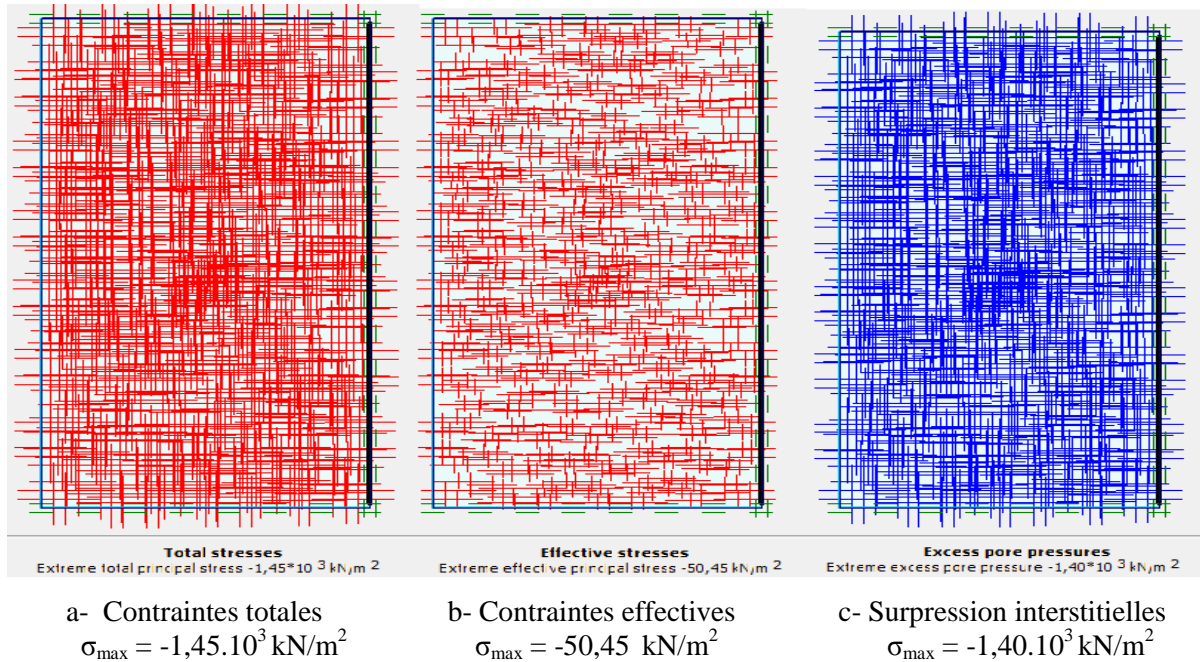 Total stresses
Extreme total principal stress -1,45*10 ³ kN/m ²
Effective stresses
Extreme effective principal stress -50,45 kN/m ²
Excess pore pressures
Extreme excess pore pressure -1,40*10 ³ kN/m ²
a- Contraintes totales
σmax = -1,45.10³ kN/m²
b- Contraintes effectives
σmax = -50,45 kN/m²
c- Surpression interstitielles
σmax = -1,40.10³ kN/m²